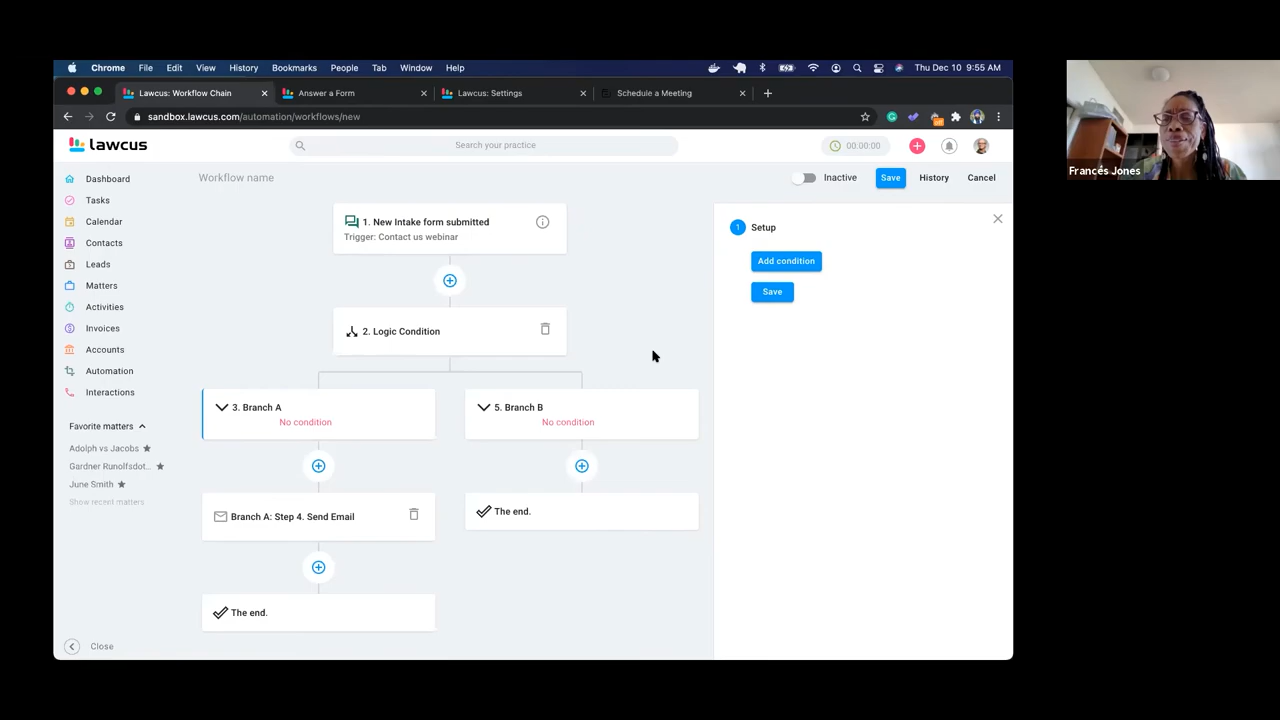 Chrome File Edit View History Bookmarks People Tab Window Help Thu Dec 10 9:55 AM
Lawcus: Workflow Chain Answer a Form Lawcus: Settings Schedule a Meeting
sandbox.lawcus.com/automation/workflows/new
lawcus Search your practice 00:00:00
Workflow name Inactive Save History Cancel
Dashboard
Tasks
Calendar
Contacts
Leads
Matters
Activities
Invoices
Accounts
Automation
Interactions
Favorite matters
Adolph vs Jacobs
Gardner Runolfsdot...
June Smith
Show recent matters
Close
1. New Intake form submitted
Trigger: Contact us webinar
2. Logic Condition
3. Branch A
No condition
5. Branch B
No condition
Branch A: Step 4. Send Email
The end.
The end.
1 Setup
Add condition
Save
Francés Jones